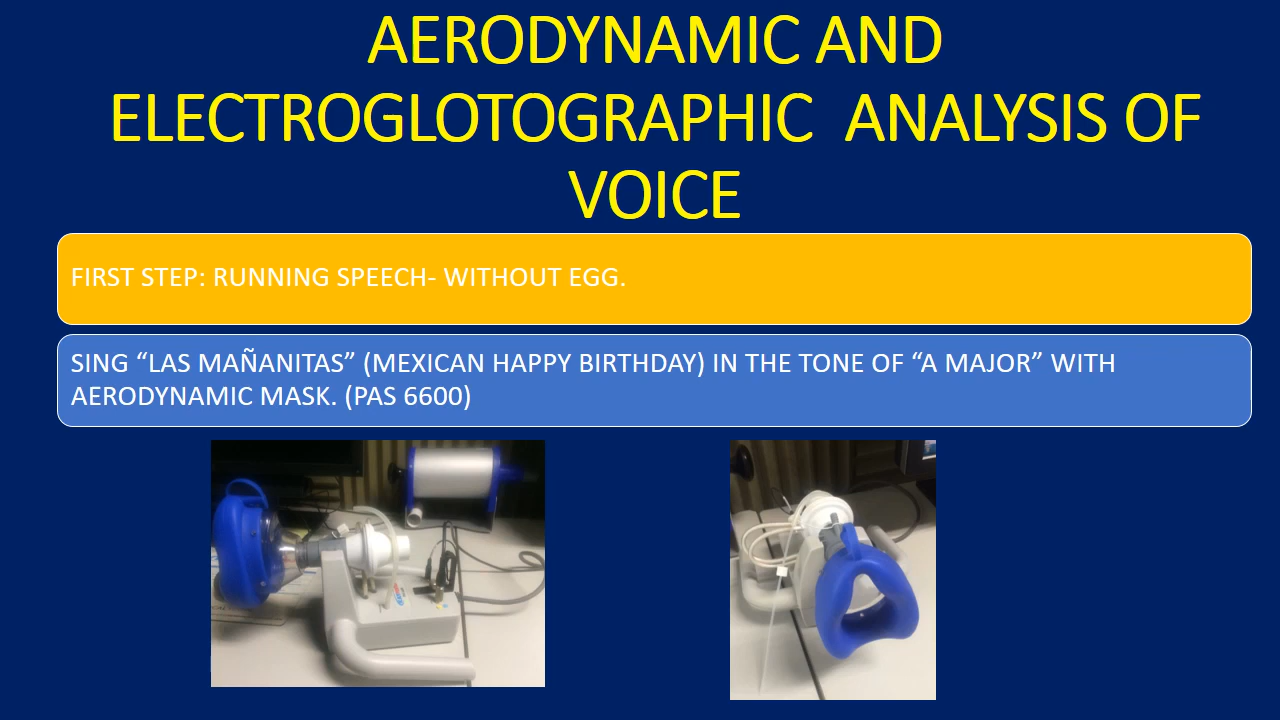 AERODYNAMIC AND
ELECTROGLOTOGRAPHIC  ANALYSIS OF
VOICE
FIRST STEP: RUNNING SPEECH- WITHOUT EGG.
SING “LAS MAÑANITAS” (MEXICAN HAPPY BIRTHDAY) IN THE TONE OF “A MAJOR” WITH
AERODYNAMIC MASK. (PAS 6600)